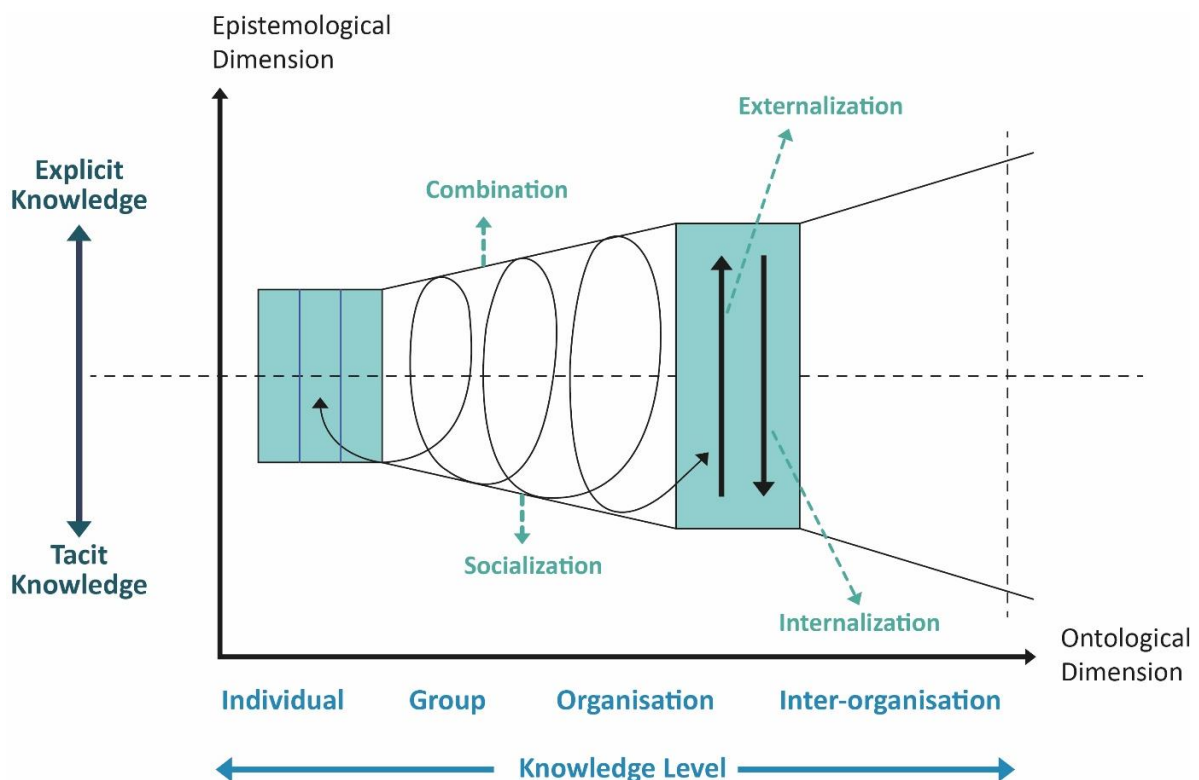 Epistemological
Dimension
Externalization
Explicit
Knowledge
Combination
Tacit
Knowledge
Socialization
Internalization
Ontological
Dimension
Individual
Group
Organisation
Inter-organisation
Knowledge Level